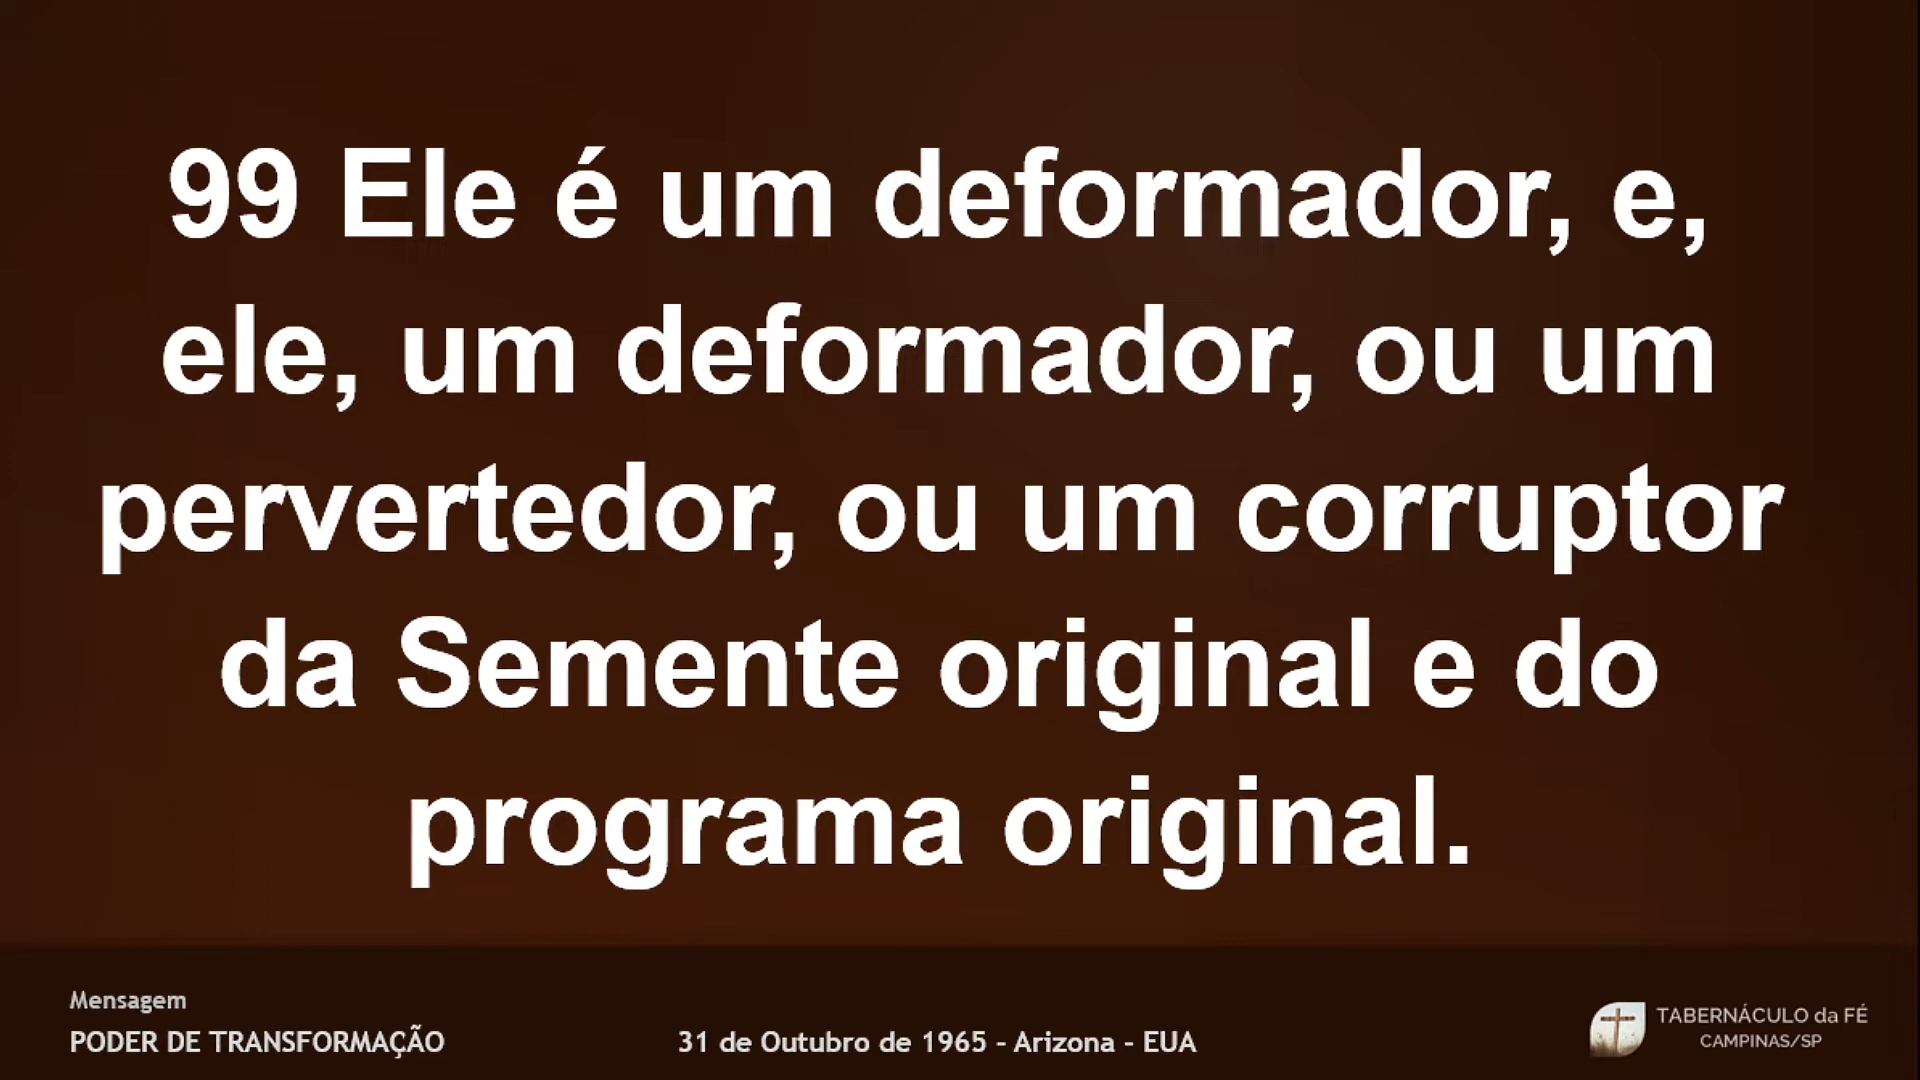 99 Ele é um deformador, e,
ele, um deformador, ou um
pervertedor, ou um corruptor
da Semente original e do
programa original.
Mensagem
PODER DE TRANSFORMAÇÃO
31 de Outubro de 1965 - Arizona - EUA
TABERNÁCULO da FÉ
CAMPINAS/SP